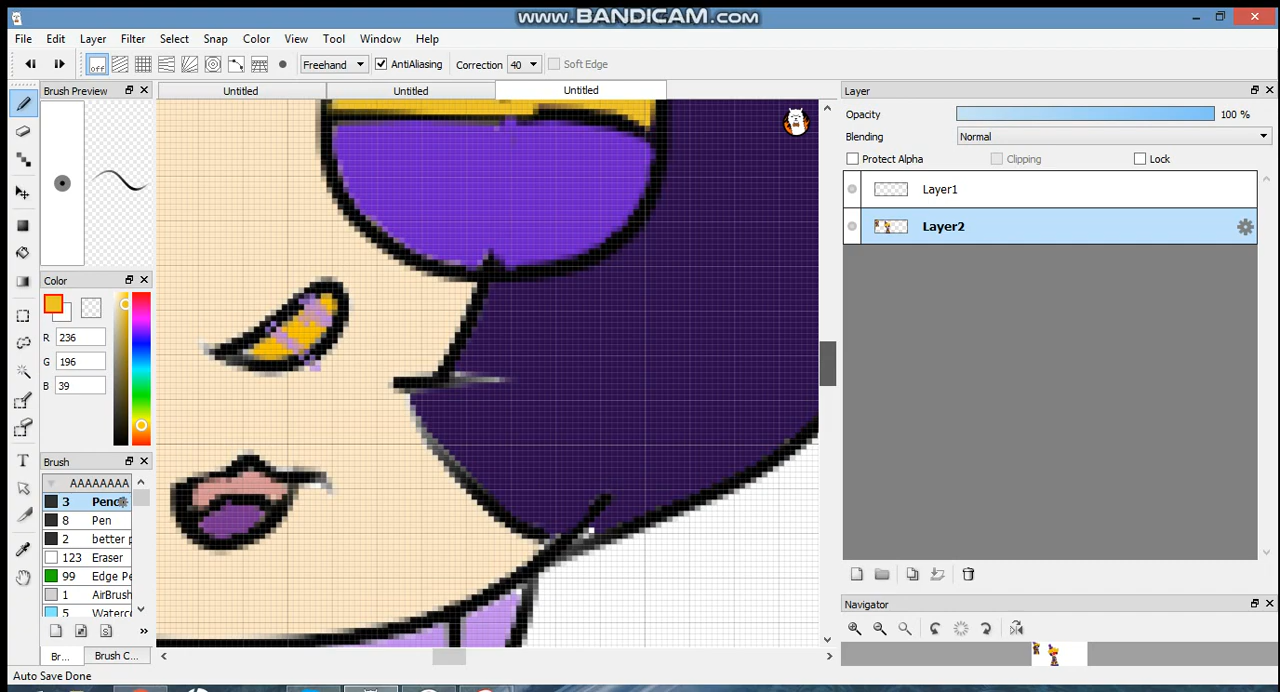 www.BANDICAM.com
File Edit Layer Filter Select Snap Color View Tool Window Help
off Freehand AntiAliasing Correction 40 Soft Edge
Brush Preview Untitled Untitled Untitled Layer
Opacity 100 %
Blending Normal
Protect Alpha Clipping Lock
Layer1
Layer2
Color
R 236
G 196
B 39
Brush
AAAAAAAA
3 Penc
8 Pen
2 better p
123 Eraser
99 Edge Pe
1 AirBrush
5 Waterc
Navigator
Br... Brush C...
Auto Save Done